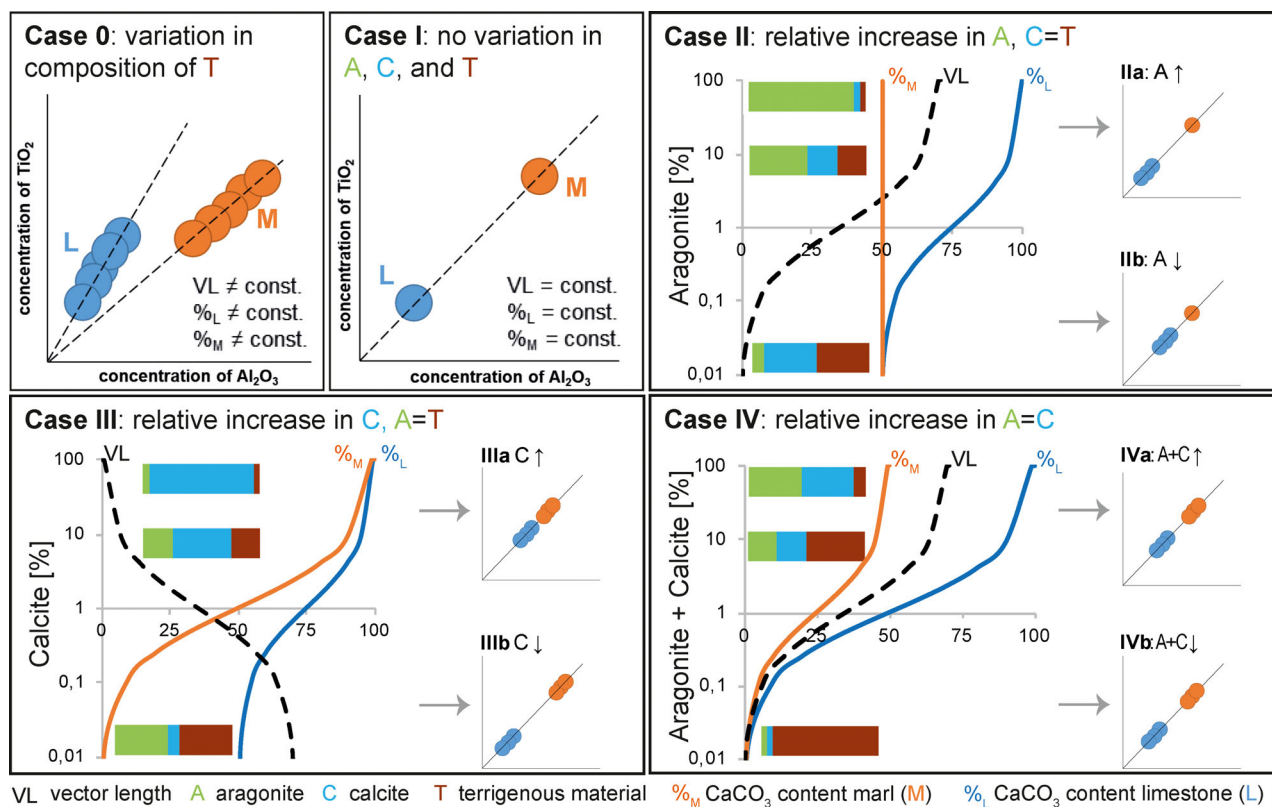 Case 0: variation in
composition of T
concentration of TiO₂
L
M
VL ≠ const.
%L ≠ const.
%M ≠ const.
concentration of Al₂O₃
Case I: no variation in
A, C, and T
concentration of TiO₂
M
L
VL = const.
%L = const.
%M = const.
concentration of Al₂O₃
Case II: relative increase in A, C=T
Aragonite [%]
100
10
1
0,1
0,01
0 25 50 75 100
%M
VL
%L
IIa: A ↑
IIb: A ↓
Case III: relative increase in C, A=T
Calcite [%]
100
10
1
0,1
0,01
0 25 50 75 100
VL
%M
%L
IIIa C ↑
IIIb C ↓
Case IV: relative increase in A=C
Aragonite + Calcite [%]
100
10
1
0,1
0,01
0 25 50 75 100
%M
VL
%L
IVa: A+C ↑
IVb: A+C ↓
VL vector length A aragonite C calcite T terrigenous material %M CaCO₃ content marl (M) %L CaCO₃ content limestone (L)